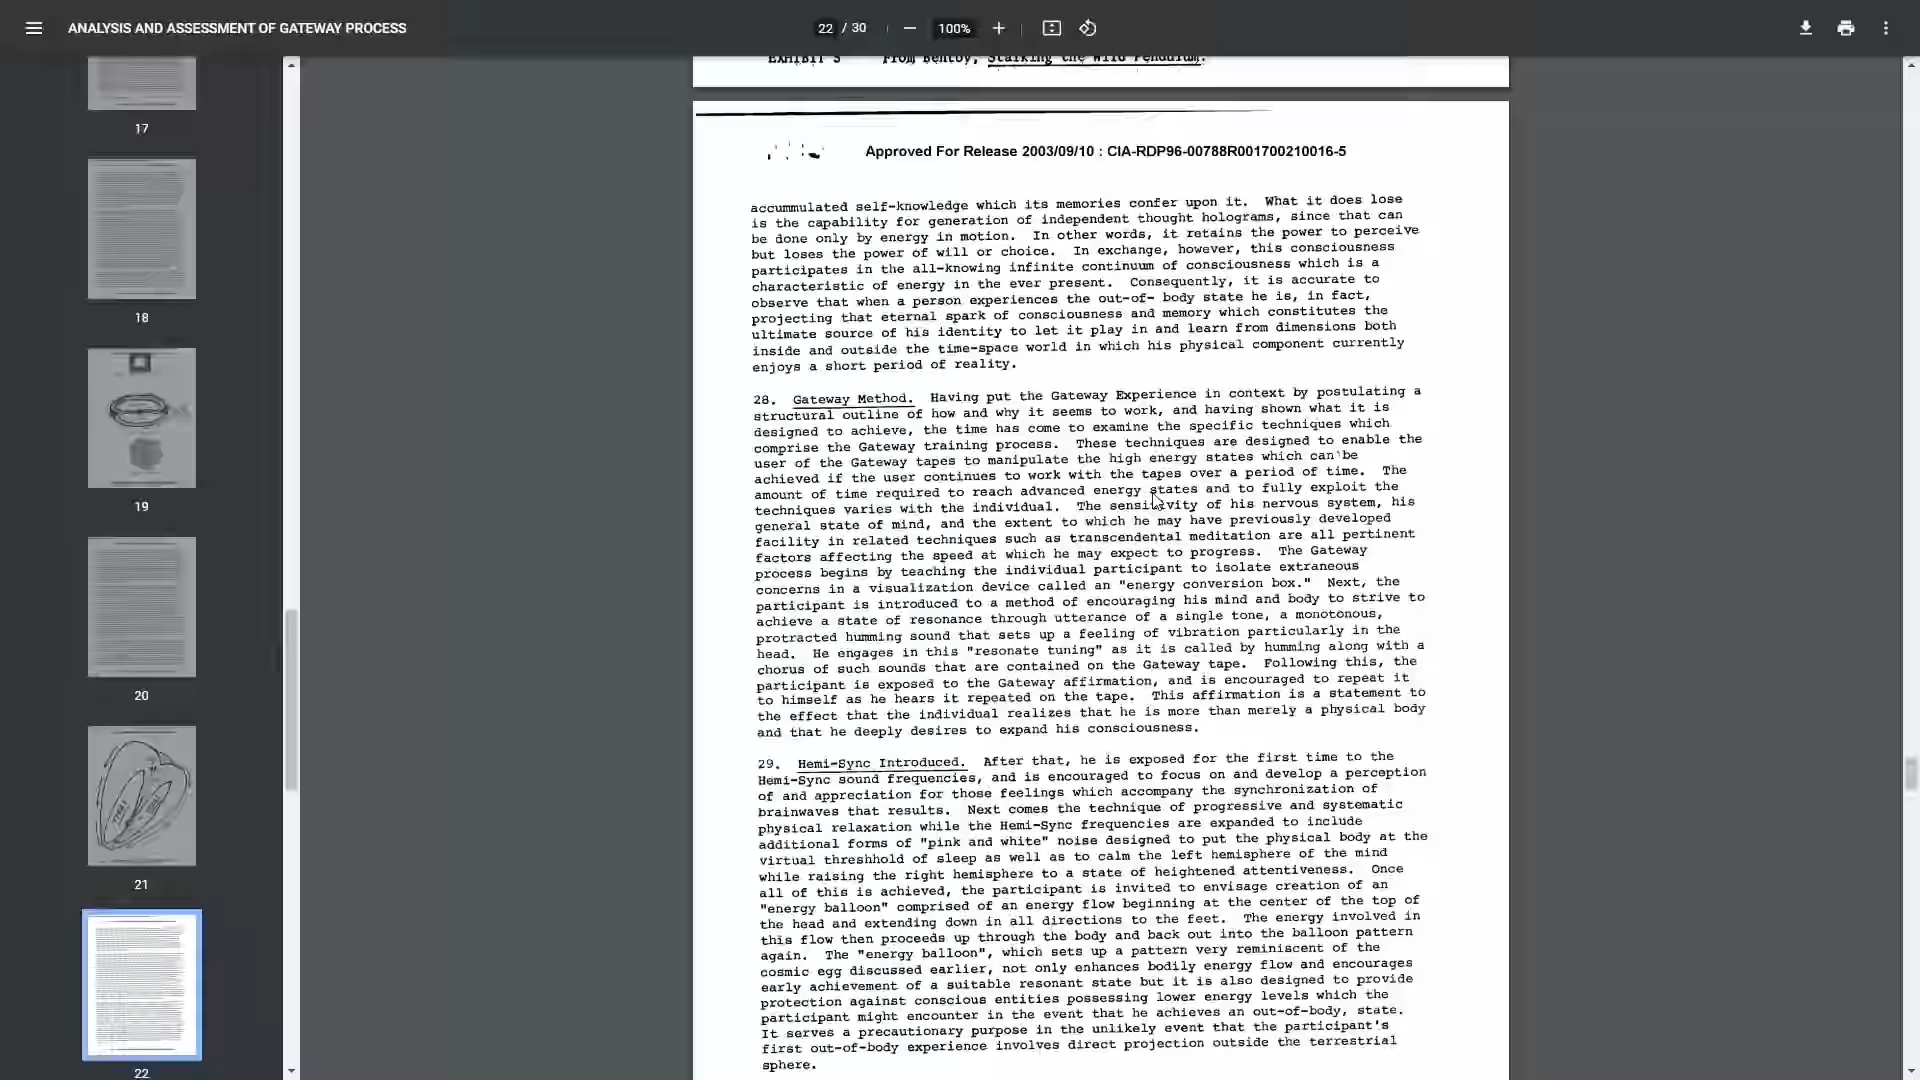 ANALYSIS AND ASSESSMENT OF GATEWAY PROCESS
22 / 30
100%
17
18
19
20
21
22
EXHIBIT 5 From Bentov, Stalking the Wild Pendulum.
Approved For Release 2003/09/10 : CIA-RDP96-00788R001700210016-5
accummulated self-knowledge which its memories confer upon it. What it does lose
is the capability for generation of independent thought holograms, since that can
be done only by energy in motion. In other words, it retains the power to perceive
but loses the power of will or choice. In exchange, however, this consciousness
participates in the all-knowing infinite continuum of consciousness which is a
characteristic of energy in the ever present. Consequently, it is accurate to
observe that when a person experiences the out-of- body state he is, in fact,
projecting that eternal spark of consciousness and memory which constitutes the
ultimate source of his identity to let it play in and learn from dimensions both
inside and outside the time-space world in which his physical component currently
enjoys a short period of reality.
28. Gateway Method. Having put the Gateway Experience in context by postulating a
structural outline of how and why it seems to work, and having shown what it is
designed to achieve, the time has come to examine the specific techniques which
comprise the Gateway training process. These techniques are designed to enable the
user of the Gateway tapes to manipulate the high energy states which can be
achieved if the user continues to work with the tapes over a period of time. The
amount of time required to reach advanced energy states and to fully exploit the
techniques varies with the individual. The sensitivity of his nervous system, his
general state of mind, and the extent to which he may have previously developed
facility in related techniques such as transcendental meditation are all pertinent
factors affecting the speed at which he may expect to progress. The Gateway
process begins by teaching the individual participant to isolate extraneous
concerns in a visualization device called an "energy conversion box." Next, the
participant is introduced to a method of encouraging his mind and body to strive to
achieve a state of resonance through utterance of a single tone, a monotonous,
protracted humming sound that sets up a feeling of vibration particularly in the
head. He engages in this "resonate tuning" as it is called by humming along with a
chorus of such sounds that are contained on the Gateway tape. Following this, the
participant is exposed to the Gateway affirmation, and is encouraged to repeat it
to himself as he hears it repeated on the tape. This affirmation is a statement to
the effect that the individual realizes that he is more than merely a physical body
and that he deeply desires to expand his consciousness.
29. Hemi-Sync Introduced. After that, he is exposed for the first time to the
Hemi-Sync sound frequencies, and is encouraged to focus on and develop a perception
of and appreciation for those feelings which accompany the synchronization of
brainwaves that results. Next comes the technique of progressive and systematic
physical relaxation while the Hemi-Sync frequencies are expanded to include
additional forms of "pink and white" noise designed to put the physical body at the
virtual threshhold of sleep as well as to calm the left hemisphere of the mind
while raising the right hemisphere to a state of heightened attentiveness. Once
all of this is achieved, the participant is invited to envisage creation of an
"energy balloon" comprised of an energy flow beginning at the center of the top of
the head and extending down in all directions to the feet. The energy involved in
this flow then proceeds up through the body and back out into the balloon pattern
again. The "energy balloon", which sets up a pattern very reminiscent of the
cosmic egg discussed earlier, not only enhances bodily energy flow and encourages
early achievement of a suitable resonant state but it is also designed to provide
protection against conscious entities possessing lower energy levels which the
participant might encounter in the event that he achieves an out-of-body, state.
It serves a precautionary purpose in the unlikely event that the participant's
first out-of-body experience involves direct projection outside the terrestrial
sphere.